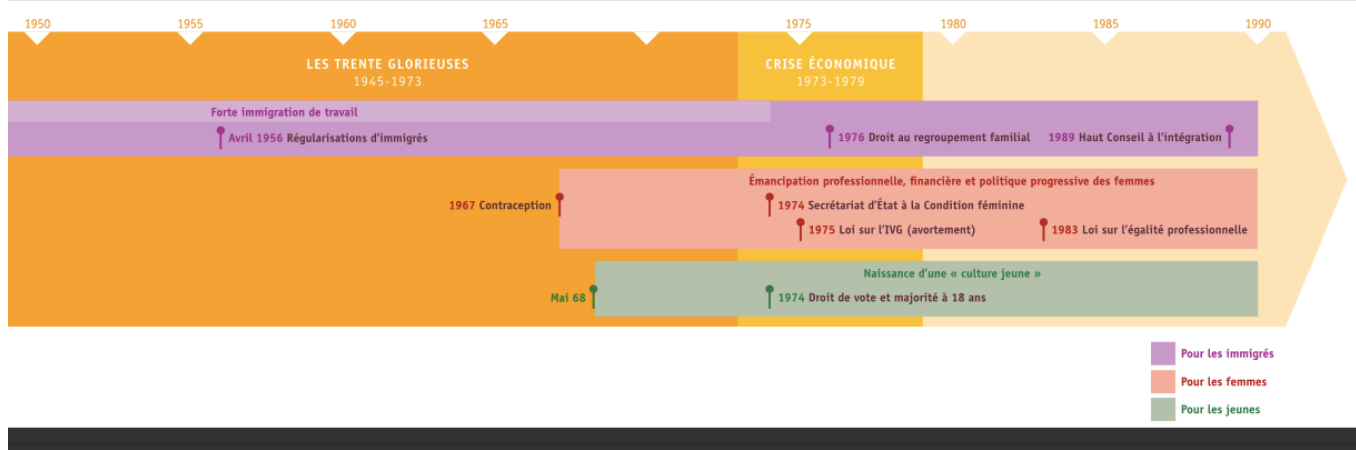 1950 1955 1960 1965 1975 1980 1985 1990
LES TRENTE GLORIEUSES
1945-1973
CRISE ÉCONOMIQUE
1973-1979
Forte immigration de travail
Avril 1956 Régularisations d'immigrés
1976 Droit au regroupement familial
1989 Haut Conseil à l'intégration
Émancipation professionnelle, financière et politique progressive des femmes
1967 Contraception
1974 Secrétariat d'État à la Condition féminine
1975 Loi sur l'IVG (avortement)
1983 Loi sur l'égalité professionnelle
Naissance d'une « culture jeune »
Mai 68
1974 Droit de vote et majorité à 18 ans
Pour les immigrés
Pour les femmes
Pour les jeunes